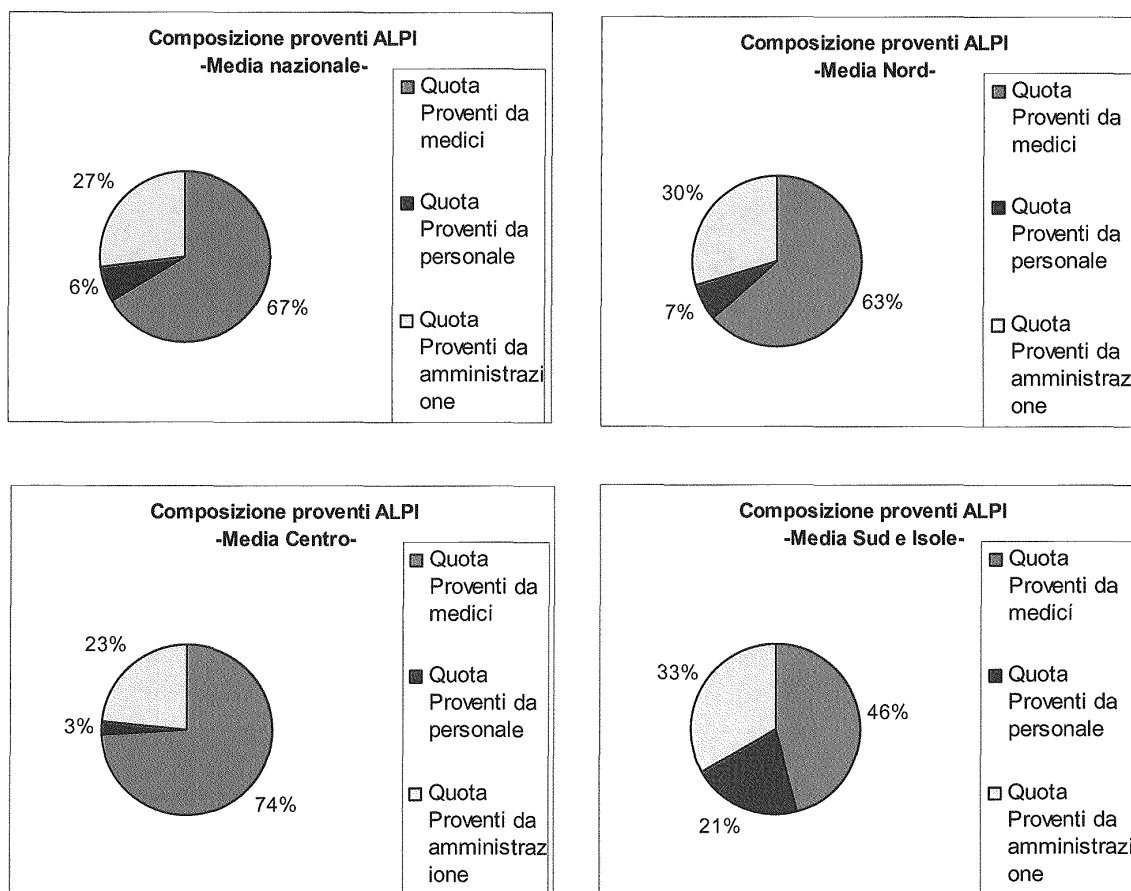 Composizione proventi ALPI
-Media nazionale-
Quota
Proventi da
medici
Quota
Proventi da
personale
Quota
Proventi da
amministrazi
one
27%
6%
67%
Composizione proventi ALPI
-Media Nord-
Quota
Proventi da
medici
Quota
Proventi da
personale
Quota
Proventi da
amministraz
one
30%
7%
63%
Composizione proventi ALPI
-Media Centro-
Quota
Proventi da
medici
Quota
Proventi da
personale
Quota
Proventi da
amministraz
ione
23%
3%
74%
Composizione proventi ALPI
-Media Sud e Isole-
Quota
Proventi da
medici
Quota
Proventi da
personale
Quota
Proventi da
amministrazi
one
33%
46%
21%